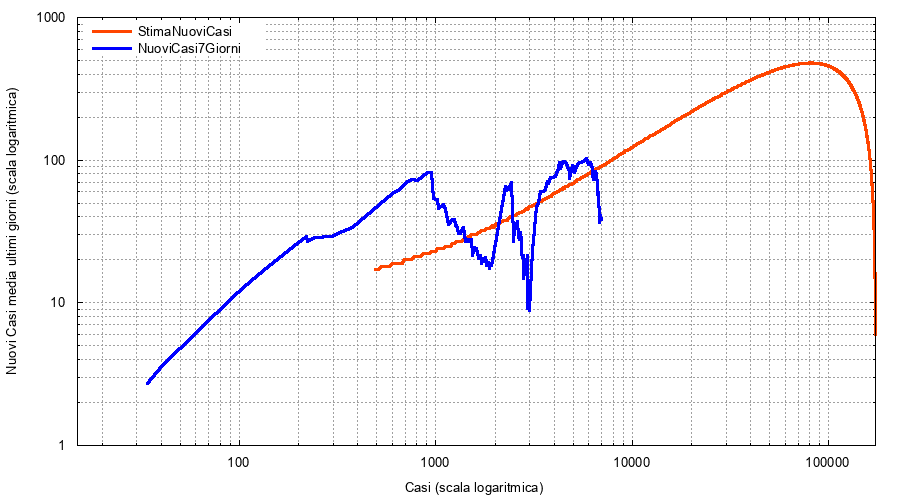 1000
StimaNuoviCasi
NuoviCasi7Giorni
100
10
1
Nuovi Casi media ultimi giorni (scala logaritmica)
100
1000
10000
100000
Casi (scala logaritmica)